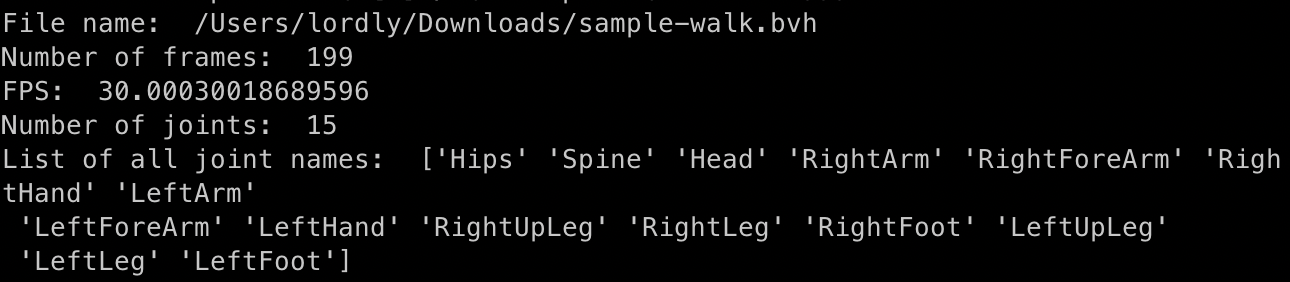 File name:  /Users/lordly/Downloads/sample-walk.bvh
Number of frames:  199
FPS:  30.00030018689596
Number of joints:  15
List of all joint names:  ['Hips' 'Spine' 'Head' 'RightArm' 'RightForeArm' 'Righ
tHand' 'LeftArm'
 'LeftForeArm' 'LeftHand' 'RightUpLeg' 'RightLeg' 'RightFoot' 'LeftUpLeg'
 'LeftLeg' 'LeftFoot']